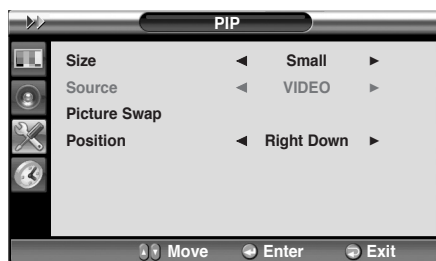 PIP
Size ◄ Small ►
Source ◄ VIDEO ►
Picture Swap
Position ◄ Right Down ►
Move Enter Exit